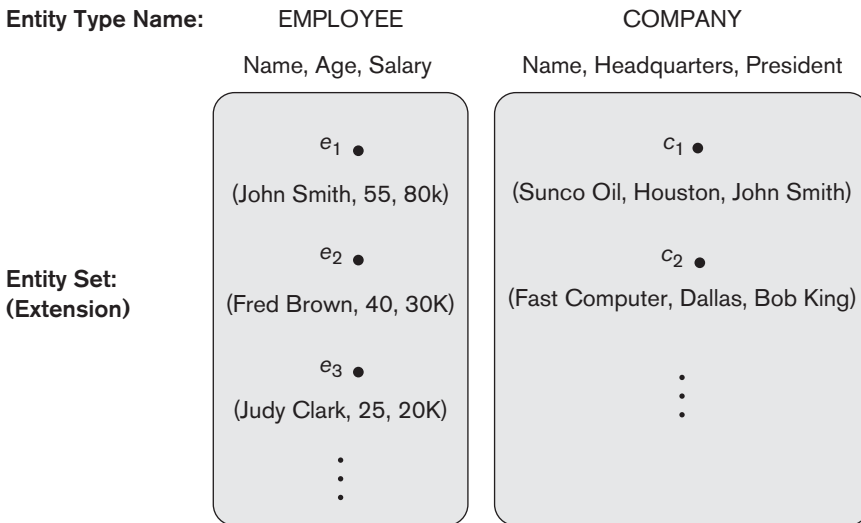 Entity Type Name: EMPLOYEE COMPANY
Name, Age, Salary Name, Headquarters, President
e1 c1
(John Smith, 55, 80k) (Sunco Oil, Houston, John Smith)
e2 c2
(Fred Brown, 40, 30K) (Fast Computer, Dallas, Bob King)
Entity Set:
(Extension)
e3
(Judy Clark, 25, 20K)